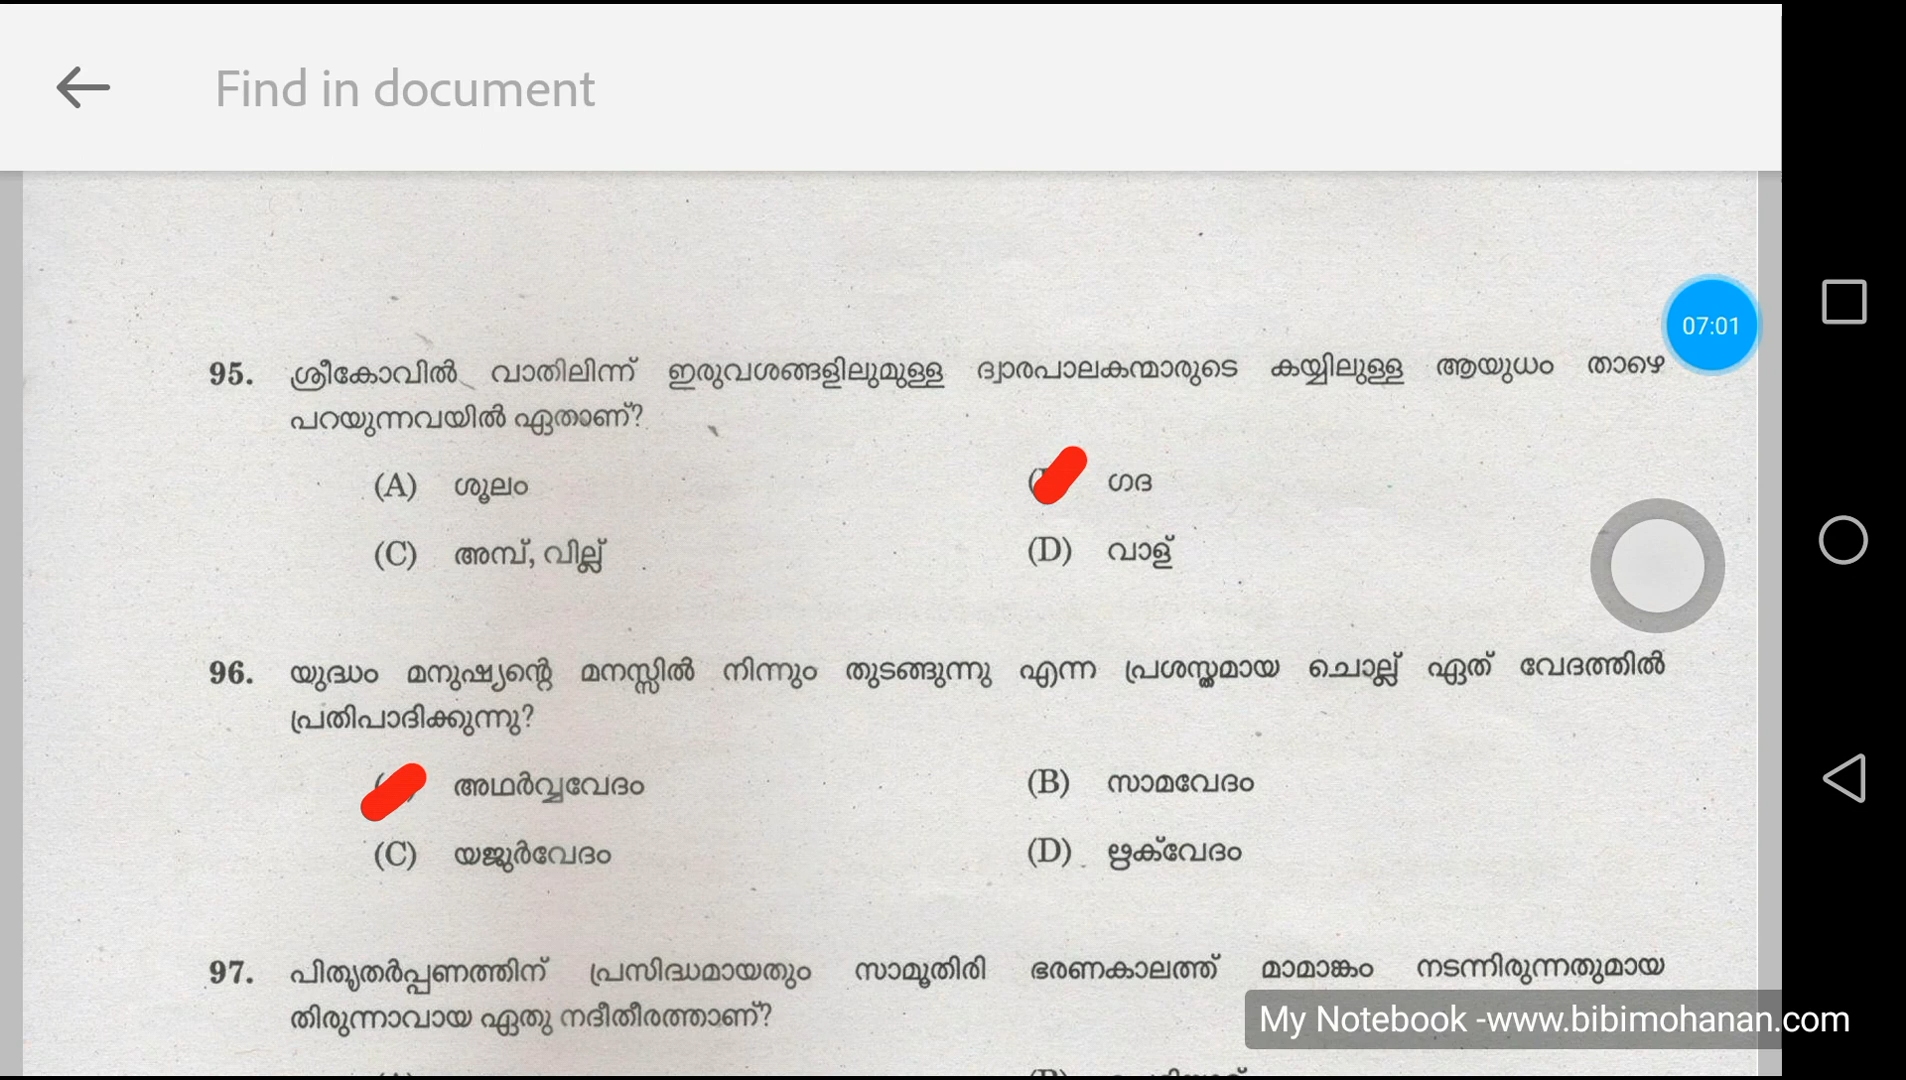 Find in document
07:01
95. ശ്രീകോവിൽ വാതിലിന് ഇരുവശങ്ങളിലുമുള്ള ദ്വാരപാലകന്മാരുടെ കയ്യിലുള്ള ആയുധം താഴെ
പറയുന്നവയിൽ ഏതാണ്?
(A) ശൂലം
ഗദ
(C) അമ്പ്, വില്ല്
(D) വാള്
96. യുദ്ധം മനുഷ്യന്റെ മനസ്സിൽ നിന്നും തുടങ്ങുന്നു എന്ന പ്രശസ്തമായ ചൊല്ല് ഏത് വേദത്തിൽ
പ്രതിപാദിക്കുന്നു?
അഥർവ്വവേദം
(B) സാമവേദം
(C) യജുർവേദം
(D) ഋക്‌വേദം
97. പിതൃതർപ്പണത്തിന് പ്രസിദ്ധമായതും സാമൂതിരി ഭരണകാലത്ത് മാമാങ്കം നടന്നിരുന്നതുമായ
തിരുന്നാവായ ഏതു നദീതീരത്താണ്?
My Notebook -www.bibimohanan.com